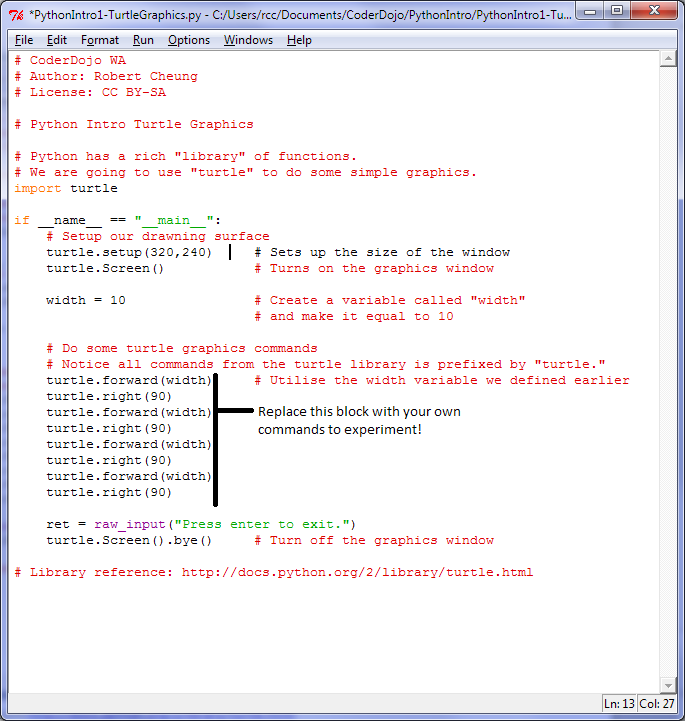 *PythonIntro1-TurtleGraphics.py - C:/Users/rcc/Documents/CoderDojo/PythonIntro/PythonIntro1-Tu...
File Edit Format Run Options Windows Help
# CoderDojo WA
# Author: Robert Cheung
# License: CC BY-SA
# Python Intro Turtle Graphics
# Python has a rich "library" of functions.
# We are going to use "turtle" to do some simple graphics.
import turtle
if __name__ == "__main__":
# Setup our drawning surface
turtle.setup(320,240) # Sets up the size of the window
turtle.Screen() # Turns on the graphics window
width = 10 # Create a variable called "width"
# and make it equal to 10
# Do some turtle graphics commands
# Notice all commands from the turtle library is prefixed by "turtle."
turtle.forward(width) # Utilise the width variable we defined earlier
turtle.right(90)
turtle.forward(width)
turtle.right(90)
turtle.forward(width)
turtle.right(90)
turtle.forward(width)
turtle.right(90)
Replace this block with your own
commands to experiment!
ret = raw_input("Press enter to exit.")
turtle.Screen().bye() # Turn off the graphics window
# Library reference: http://docs.python.org/2/library/turtle.html
Ln: 13 Col: 27